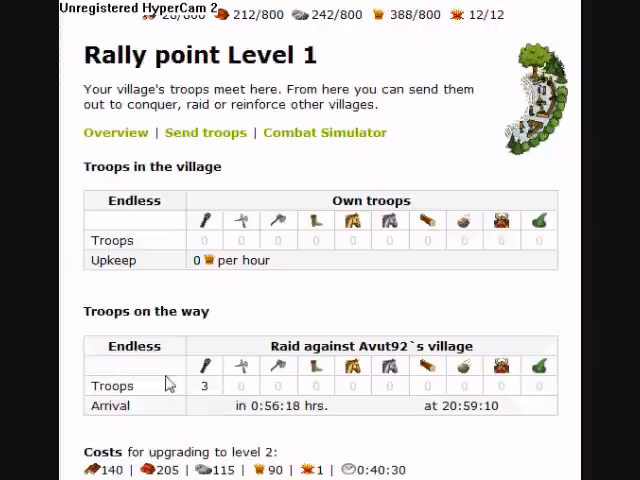 Unregistered HyperCam 2
212/800 242/800 388/800 12/12
Rally point Level 1
Your village's troops meet here. From here you can send them
out to conquer, raid or reinforce other villages.
Overview | Send troops | Combat Simulator
Troops in the village
Endless Own troops
Troops 0 0 0 0 0 0 0 0 0 0
Upkeep 0 per hour
Troops on the way
Endless Raid against Avut92`s village
Troops 3 0 0 0 0 0 0 0 0 0
Arrival in 0:56:18 hrs. at 20:59:10
Costs for upgrading to level 2:
140 | 205 | 115 | 90 | 1 | 0:40:30